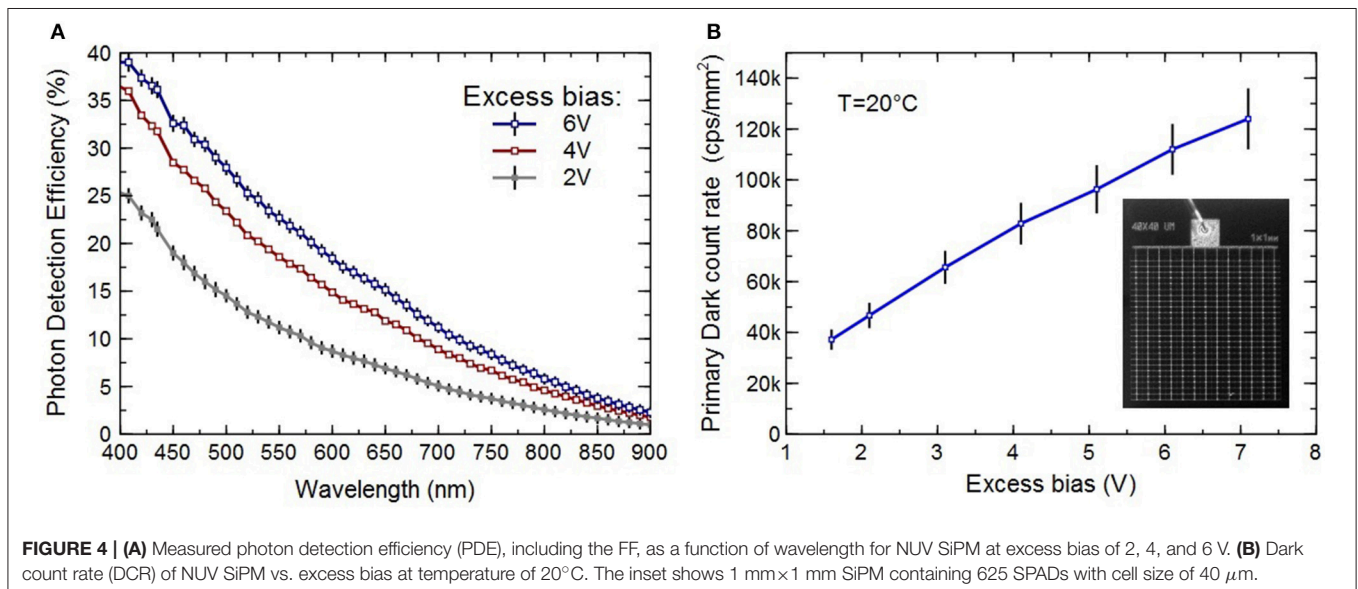 A
B
40
35
30
25
20
15
10
5
0
Photon Detection Efficiency (%)
Excess bias:
6V
4V
2V
400 450 500 550 600 650 700 750 800 850 900
Wavelength (nm)
140k
120k
100k
80k
60k
40k
20k
0
Primary Dark count rate (cps/mm²)
T=20°C
40X40 UM
1x1mm
1 2 3 4 5 6 7 8
Excess bias (V)
FIGURE 4 | (A) Measured photon detection efficiency (PDE), including the FF, as a function of wavelength for NUV SiPM at excess bias of 2, 4, and 6 V. (B) Dark
count rate (DCR) of NUV SiPM vs. excess bias at temperature of 20°C. The inset shows 1 mm×1 mm SiPM containing 625 SPADs with cell size of 40 μm.